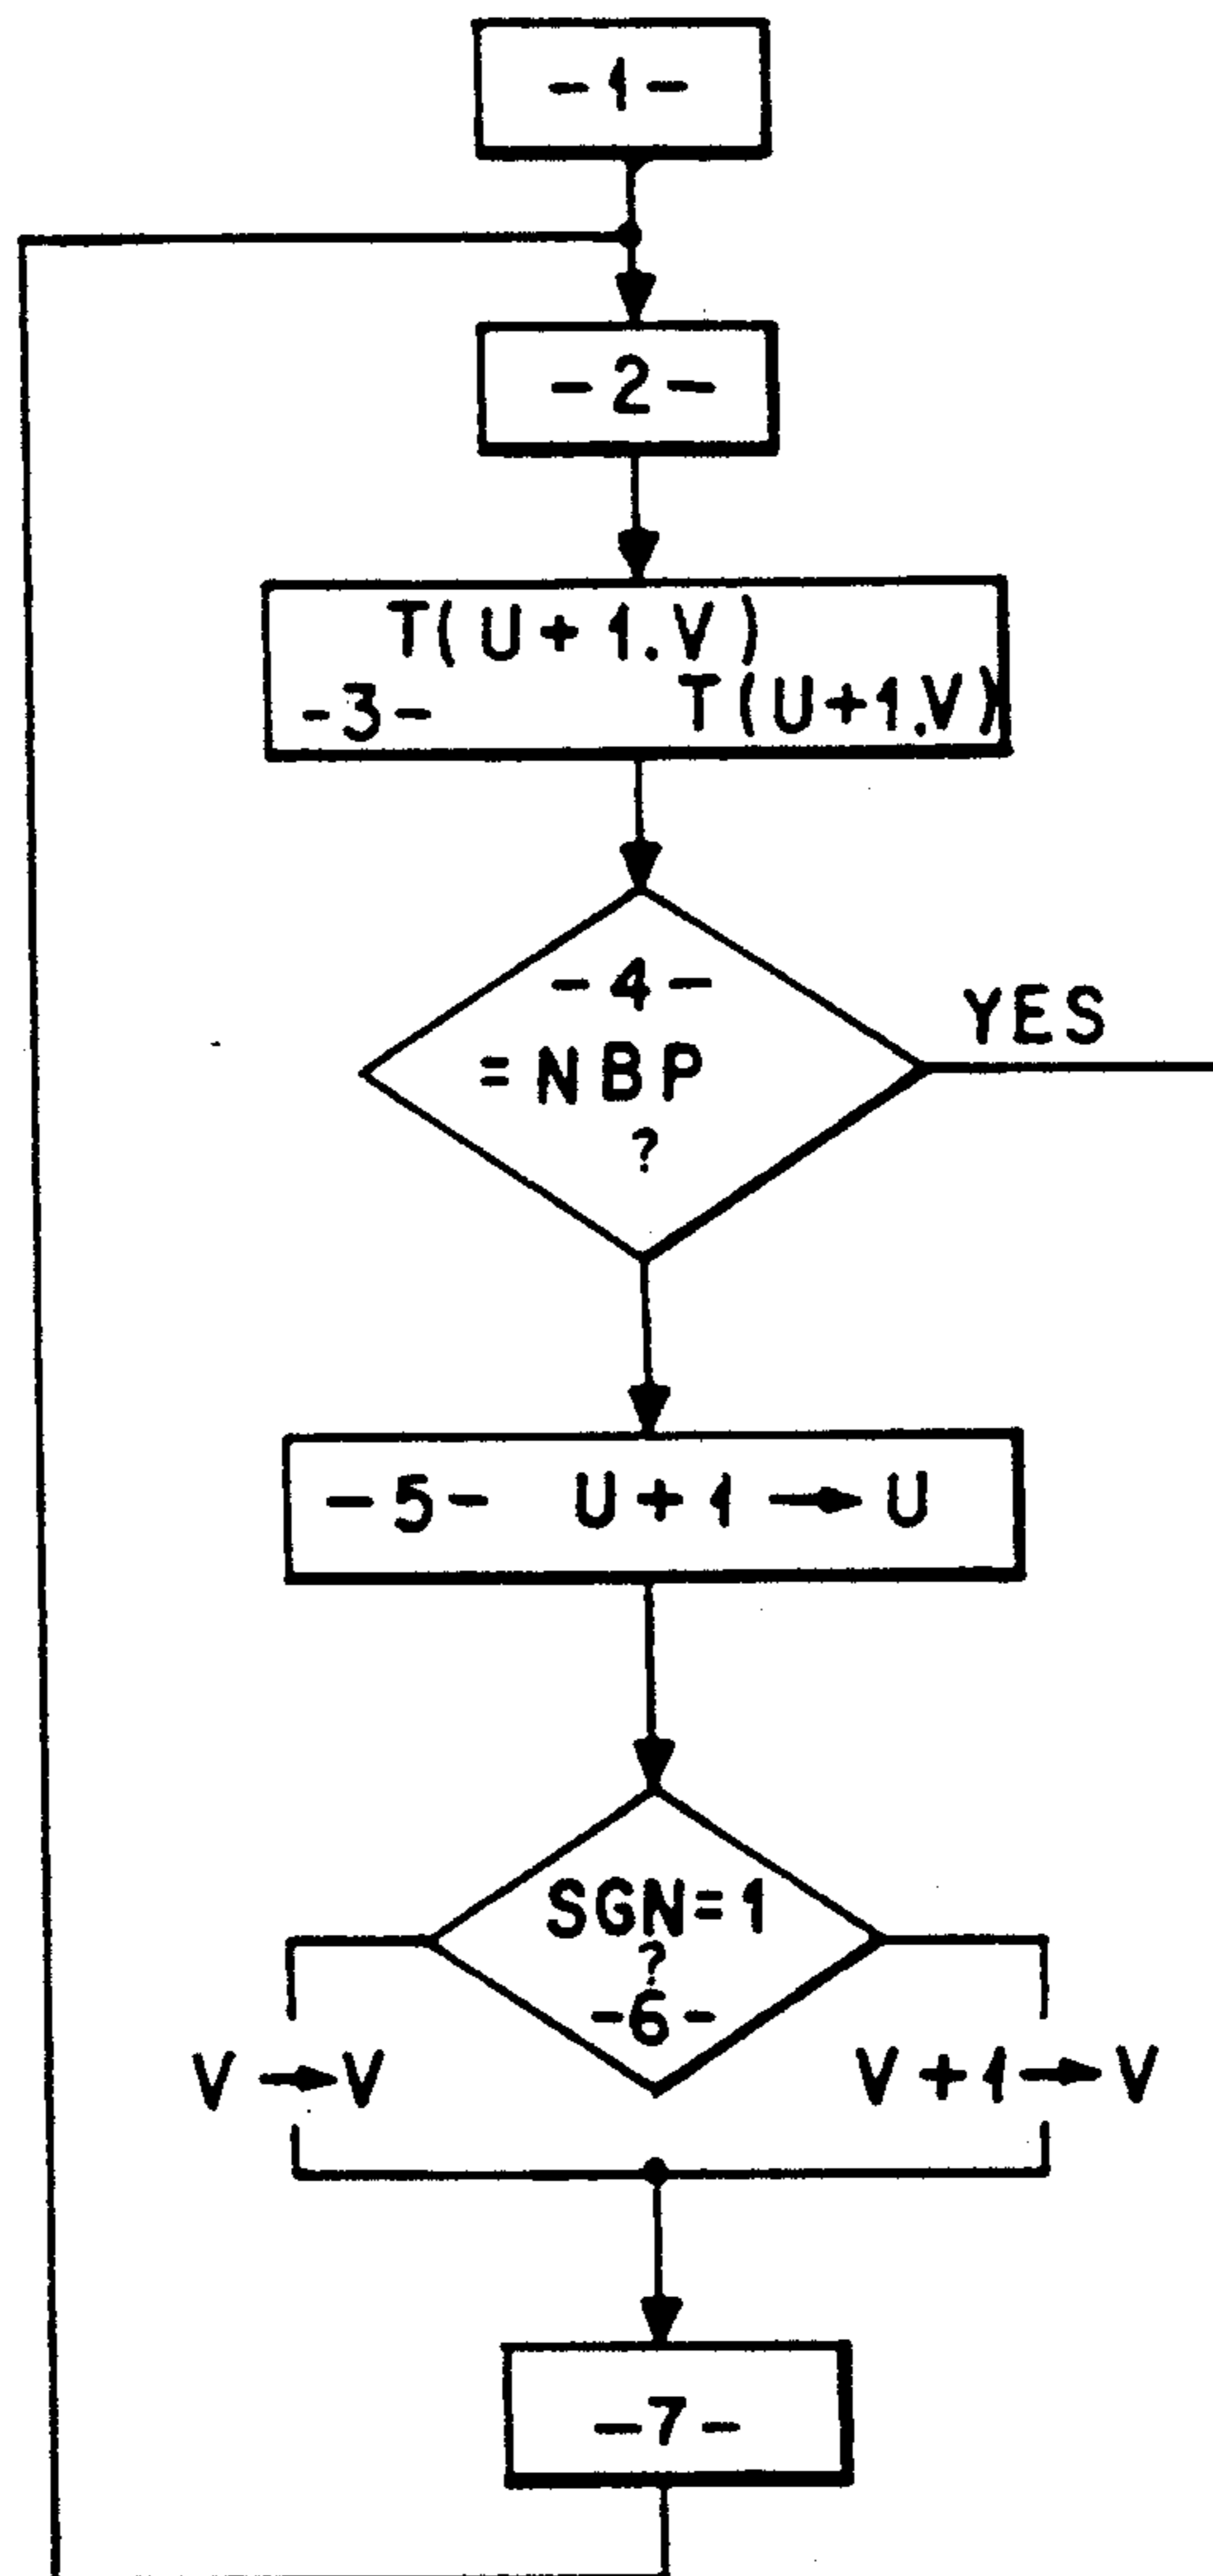 -1-
-2-
T(U+1.V)
-3- T(U+1.V)
-4-
=NBP
?
YES
-5- U+1→U
SGN=1
?
-6-
V→V
V+1→V
-7-